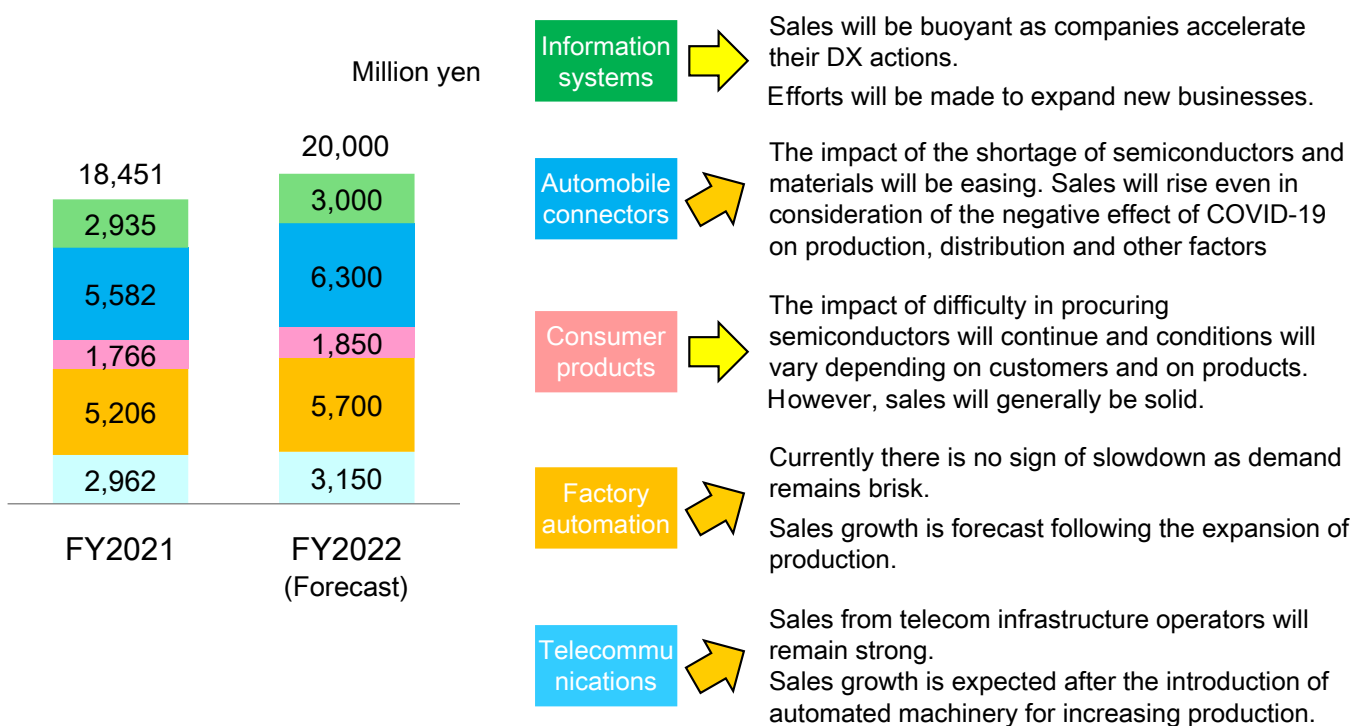 Million yen
18,451
2,935
5,582
1,766
5,206
2,962
FY2021
20,000
3,000
6,300
1,850
5,700
3,150
FY2022
(Forecast)
Information
systems
Sales will be buoyant as companies accelerate
their DX actions.
Efforts will be made to expand new businesses.
Automobile
connectors
The impact of the shortage of semiconductors and
materials will be easing. Sales will rise even in
consideration of the negative effect of COVID-19
on production, distribution and other factors
Consumer
products
The impact of difficulty in procuring
semiconductors will continue and conditions will
vary depending on customers and on products.
However, sales will generally be solid.
Factory
automation
Currently there is no sign of slowdown as demand
remains brisk.
Sales growth is forecast following the expansion of
production.
Telecommu
nications
Sales from telecom infrastructure operators will
remain strong.
Sales growth is expected after the introduction of
automated machinery for increasing production.